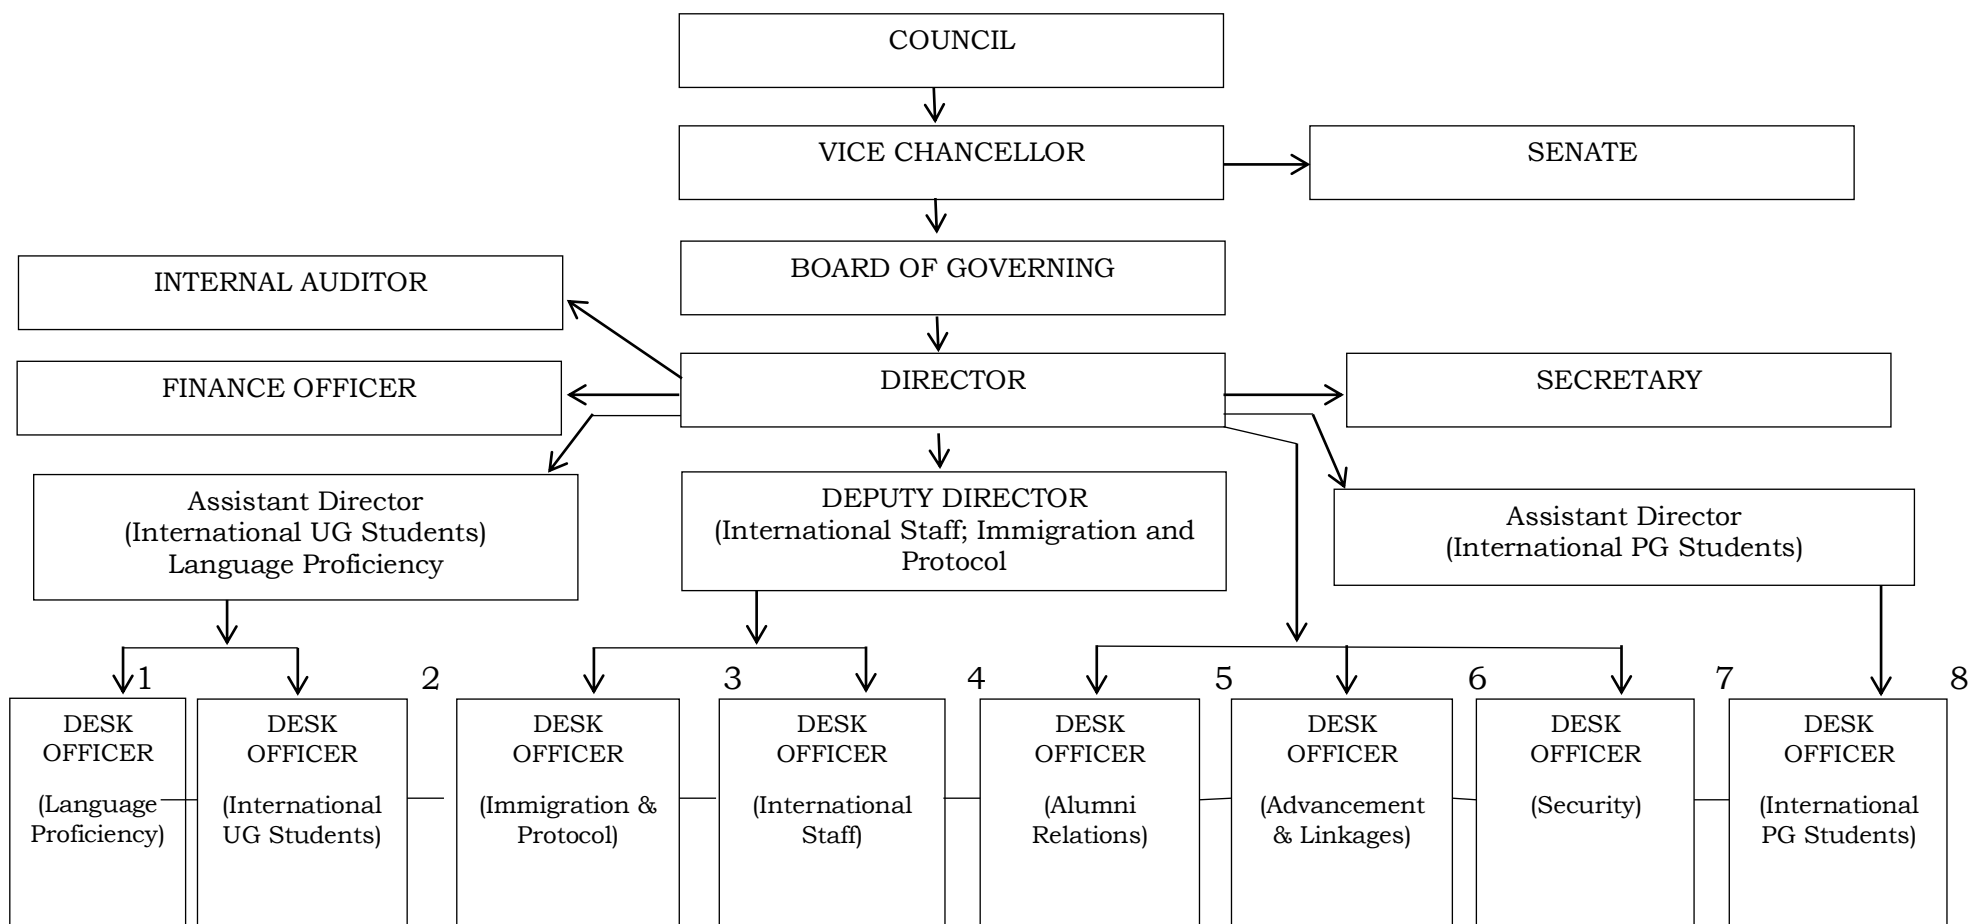 COUNCIL
VICE CHANCELLOR
SENATE
BOARD OF GOVERNING
INTERNAL AUDITOR
DIRECTOR
FINANCE OFFICER
SECRETARY
Assistant Director
(International UG Students)
Language Proficiency
DEPUTY DIRECTOR
(International Staff; Immigration and
Protocol
Assistant Director
(International PG Students)
1
DESK
OFFICER
(Language
Proficiency)
2
DESK
OFFICER
(International
UG Students)
3
DESK
OFFICER
(Immigration &
Protocol)
4
DESK
OFFICER
(International
Staff)
5
DESK
OFFICER
(Alumni
Relations)
6
DESK
OFFICER
(Advancement
& Linkages)
7
DESK
OFFICER
(Security)
8
DESK
OFFICER
(International
PG Students)